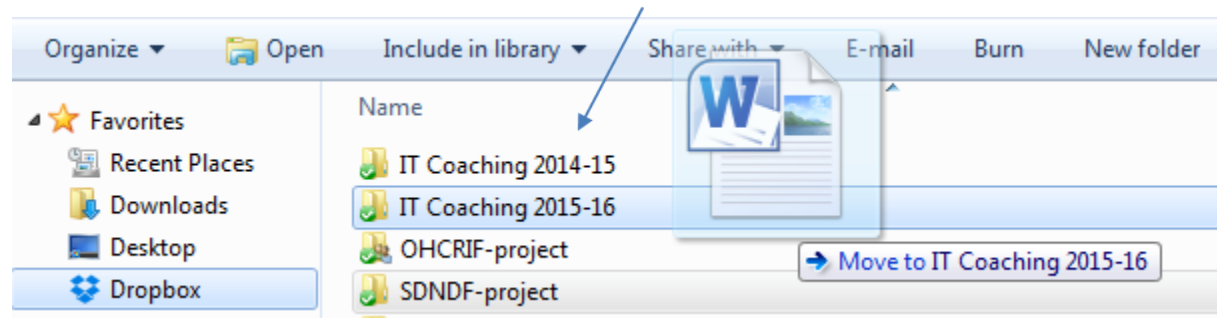 Organize Open Include in library Share with E-mail Burn New folder
Favorites
Recent Places
Downloads
Desktop
Dropbox
Name
IT Coaching 2014-15
IT Coaching 2015-16
OHCRIF-project
SDNDF-project
W
Move to IT Coaching 2015-16